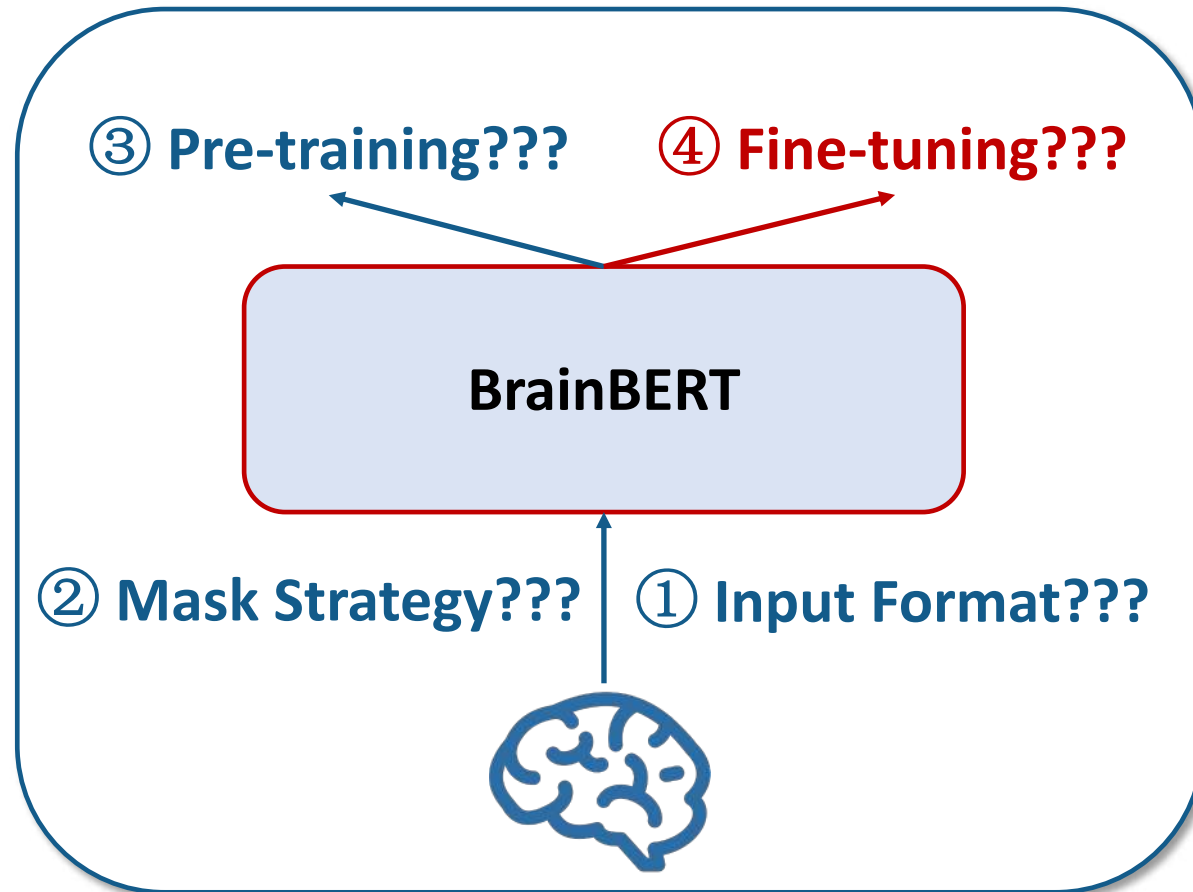 ③ Pre-training???
④ Fine-tuning???
BrainBERT
② Mask Strategy???
① Input Format???